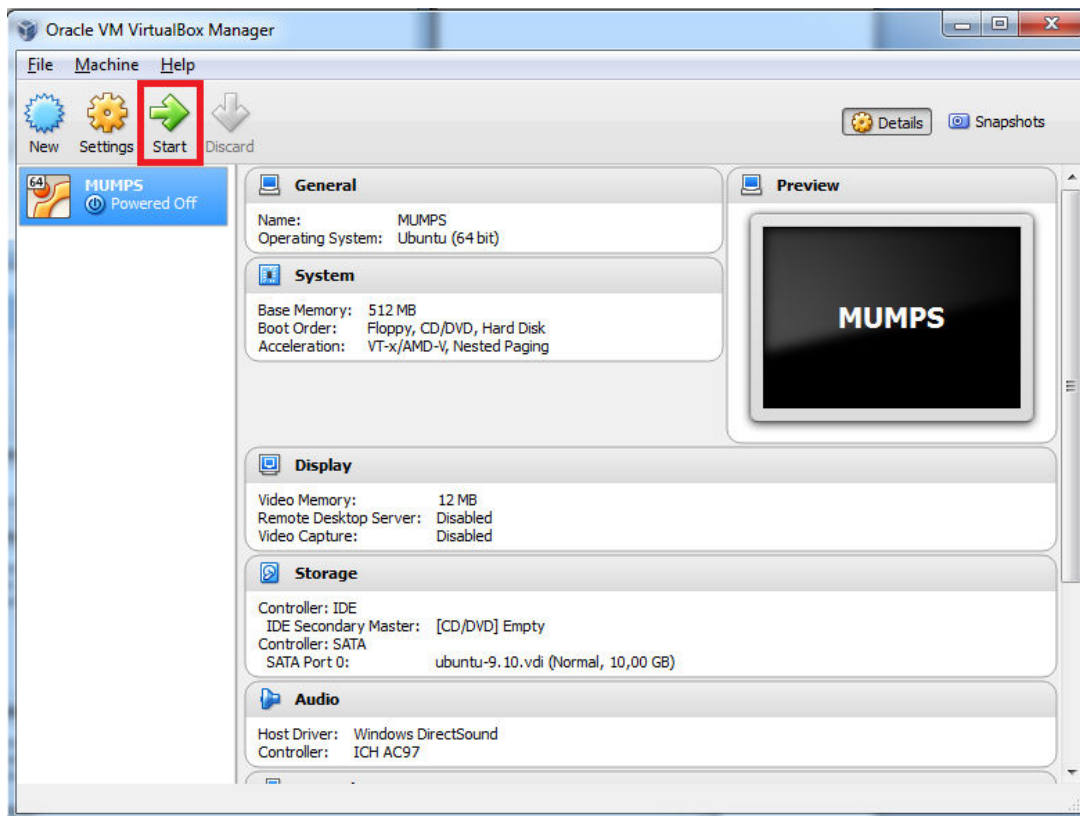 Oracle VM VirtualBox Manager
File Machine Help
New Settings Start Discard
Details Snapshots
64 MUMPS
Powered Off
General
Name: MUMPS
Operating System: Ubuntu (64 bit)
System
Base Memory: 512 MB
Boot Order: Floppy, CD/DVD, Hard Disk
Acceleration: VT-x/AMD-V, Nested Paging
Preview
MUMPS
Display
Video Memory: 12 MB
Remote Desktop Server: Disabled
Video Capture: Disabled
Storage
Controller: IDE
IDE Secondary Master: [CD/DVD] Empty
Controller: SATA
SATA Port 0: ubuntu-9.10.vdi (Normal, 10,00 GB)
Audio
Host Driver: Windows DirectSound
Controller: ICH AC97